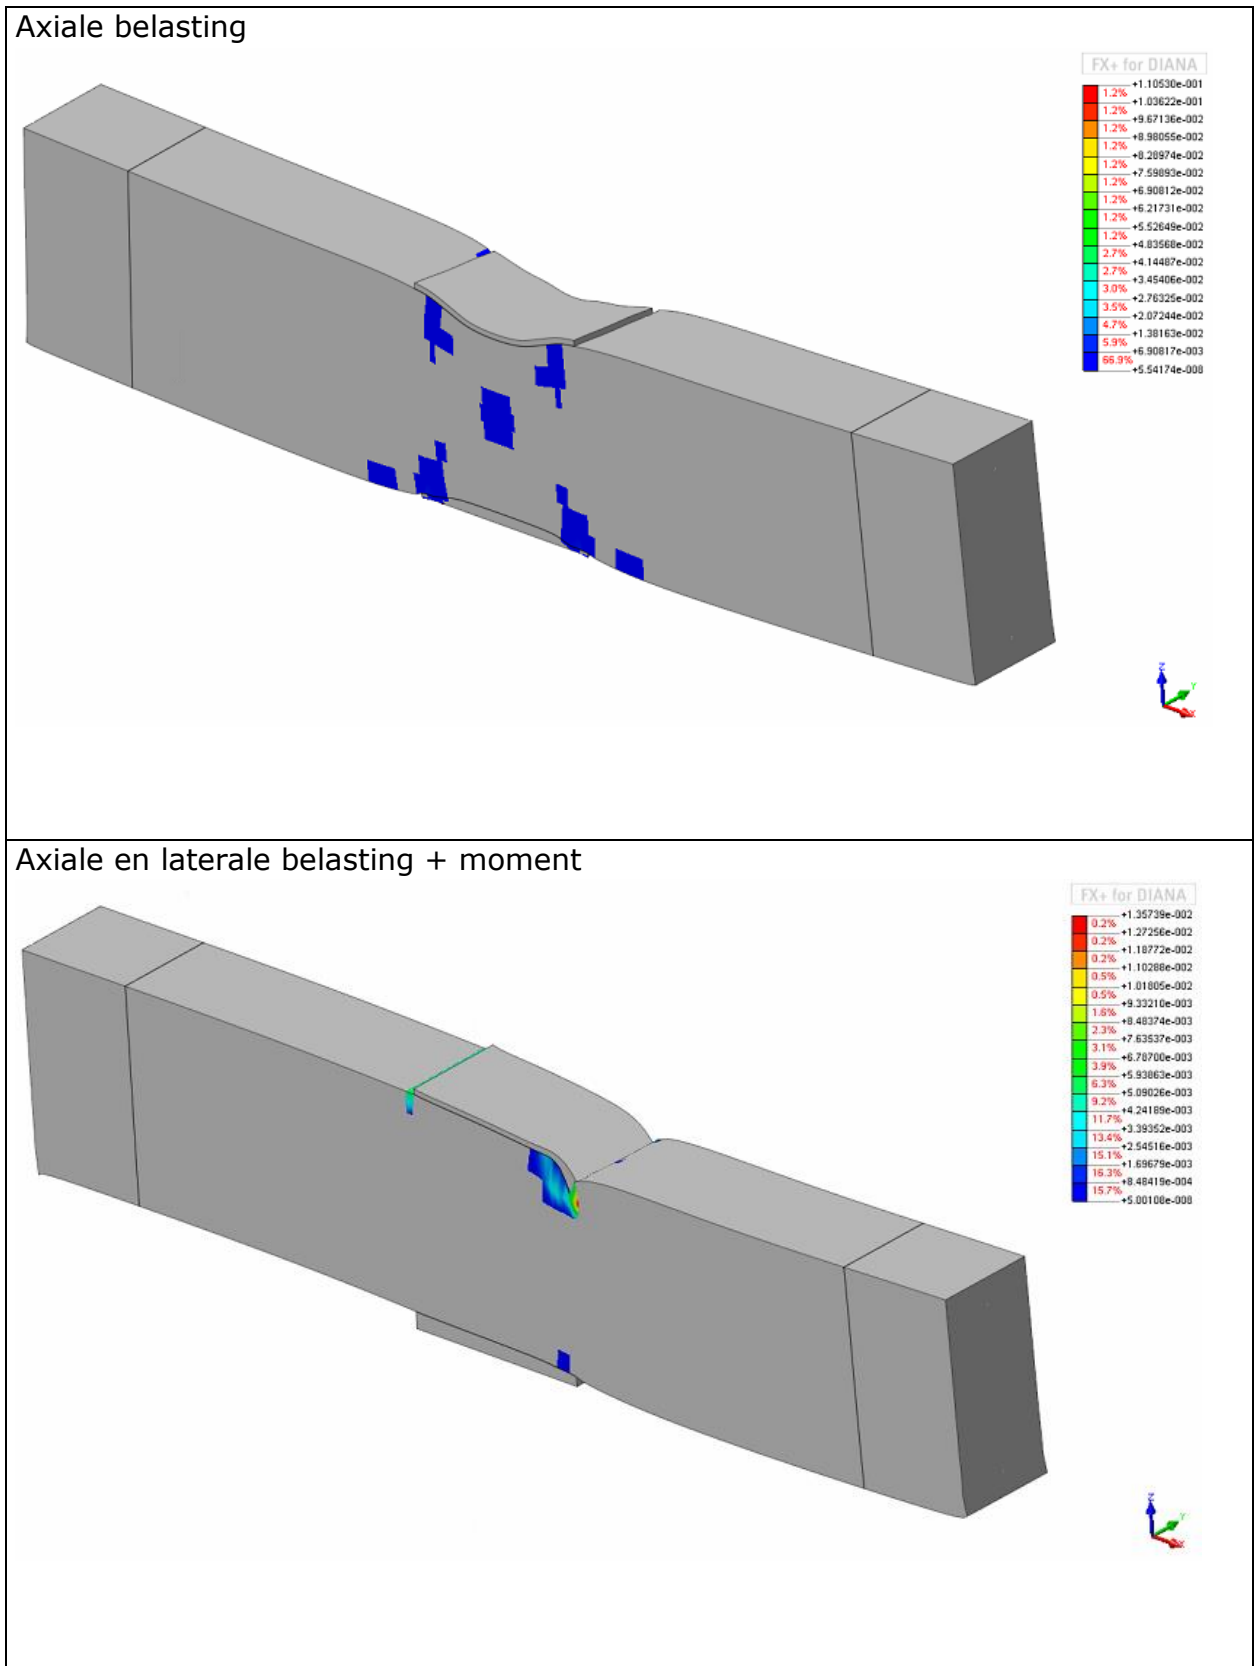 Axiale belasting
FX+ for DIANA
+1.10530e-001
1.2%
+1.03622e-001
1.2%
+9.67136e-002
1.2%
+8.98055e-002
1.2%
+8.28974e-002
1.2%
+7.59893e-002
1.2%
+6.90812e-002
1.2%
+6.21731e-002
1.2%
+5.52649e-002
1.2%
+4.83568e-002
2.7%
+4.14487e-002
2.7%
+3.45406e-002
3.0%
+2.76325e-002
3.5%
+2.07244e-002
4.7%
+1.38163e-002
5.9%
+6.90817e-003
66.9%
+5.54174e-008
Z
Y
X
Axiale en laterale belasting + moment
FX+ for DIANA
+1.35739e-002
0.2%
+1.27256e-002
0.2%
+1.18772e-002
0.2%
+1.10288e-002
0.5%
+1.01805e-002
0.5%
+9.33210e-003
1.6%
+8.48374e-003
2.3%
+7.63537e-003
3.1%
+6.78700e-003
3.9%
+5.93863e-003
6.3%
+5.09026e-003
9.2%
+4.24189e-003
11.7%
+3.39352e-003
13.4%
+2.54516e-003
15.1%
+1.69679e-003
16.3%
+8.48419e-004
15.7%
+5.00108e-008
Z
Y
X